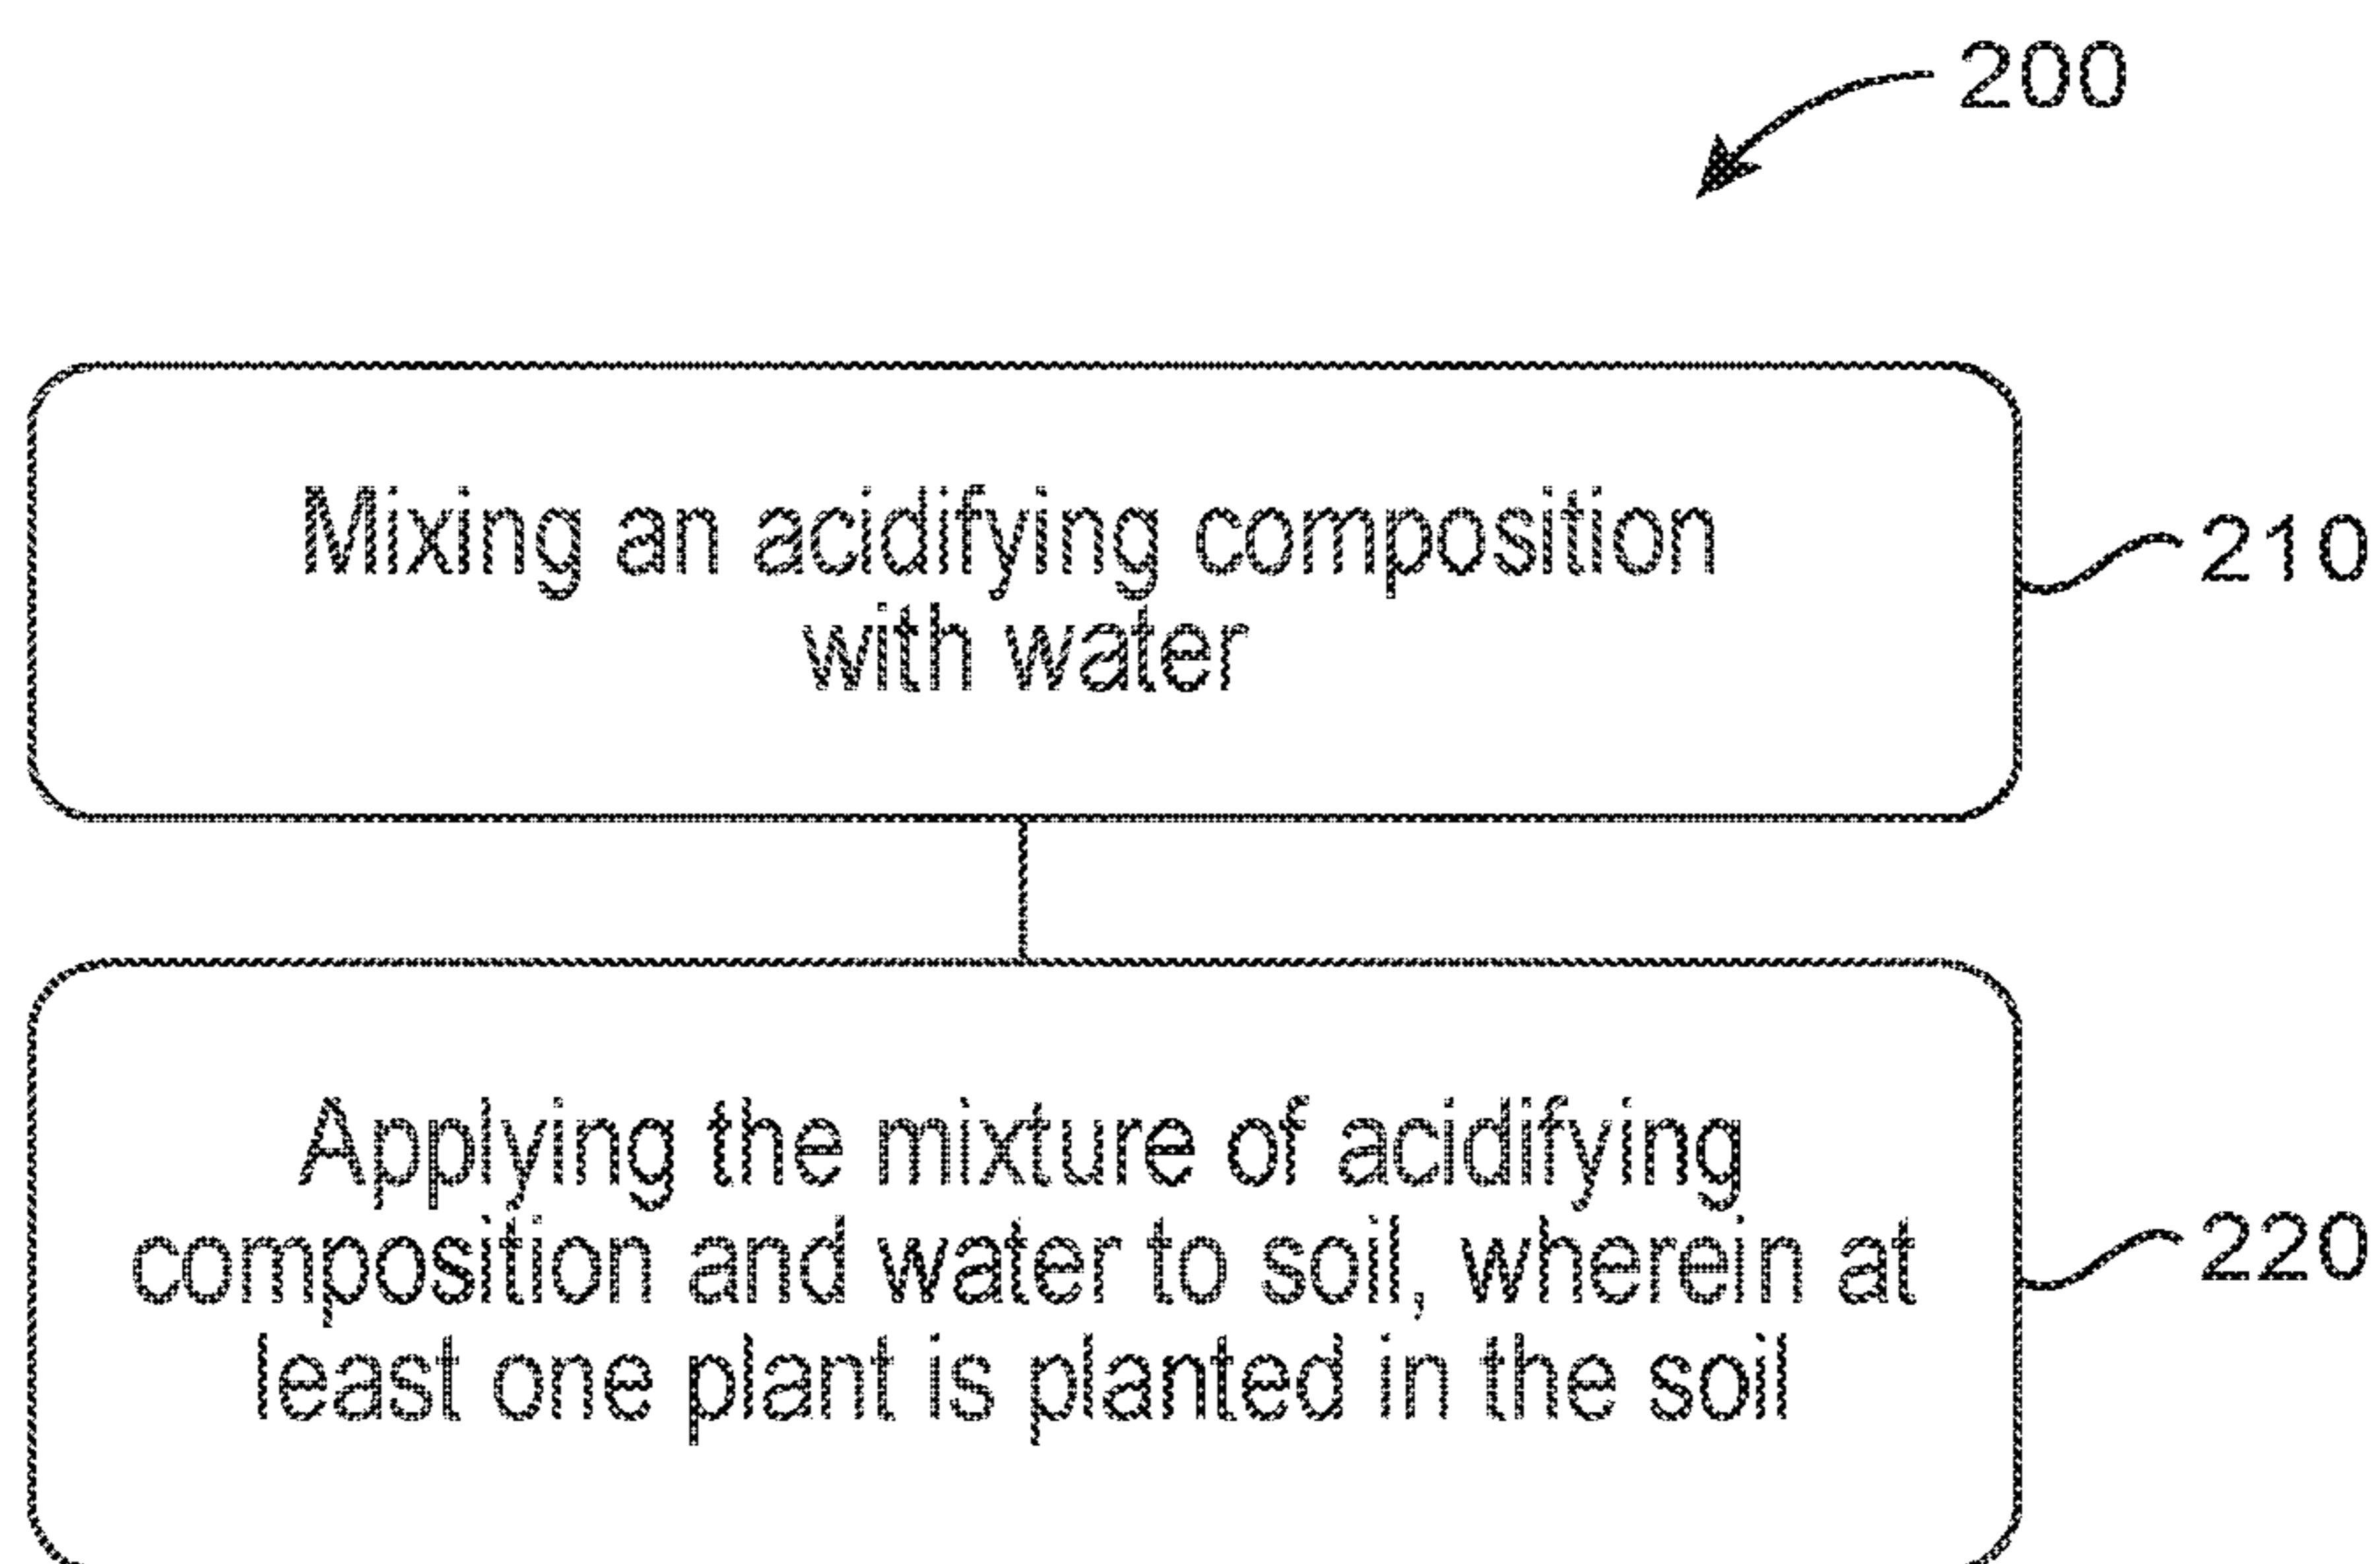 200
Mixing an acidifying composition
with water
210
Applying the mixture of acidifying
composition and water to soil, wherein at
least one plant is planted in the soil
220